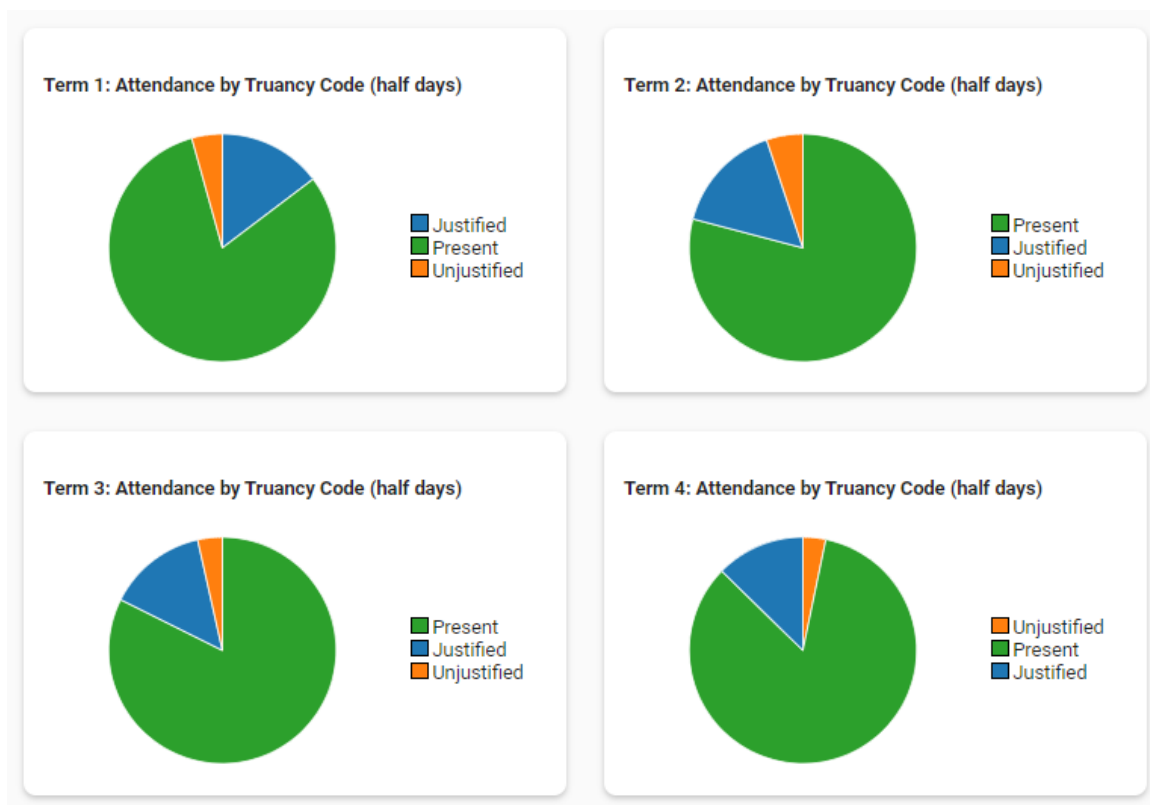 Term 1: Attendance by Truancy Code (half days)
Justified
Present
Unjustified
Term 2: Attendance by Truancy Code (half days)
Present
Justified
Unjustified
Term 3: Attendance by Truancy Code (half days)
Present
Justified
Unjustified
Term 4: Attendance by Truancy Code (half days)
Unjustified
Present
Justified